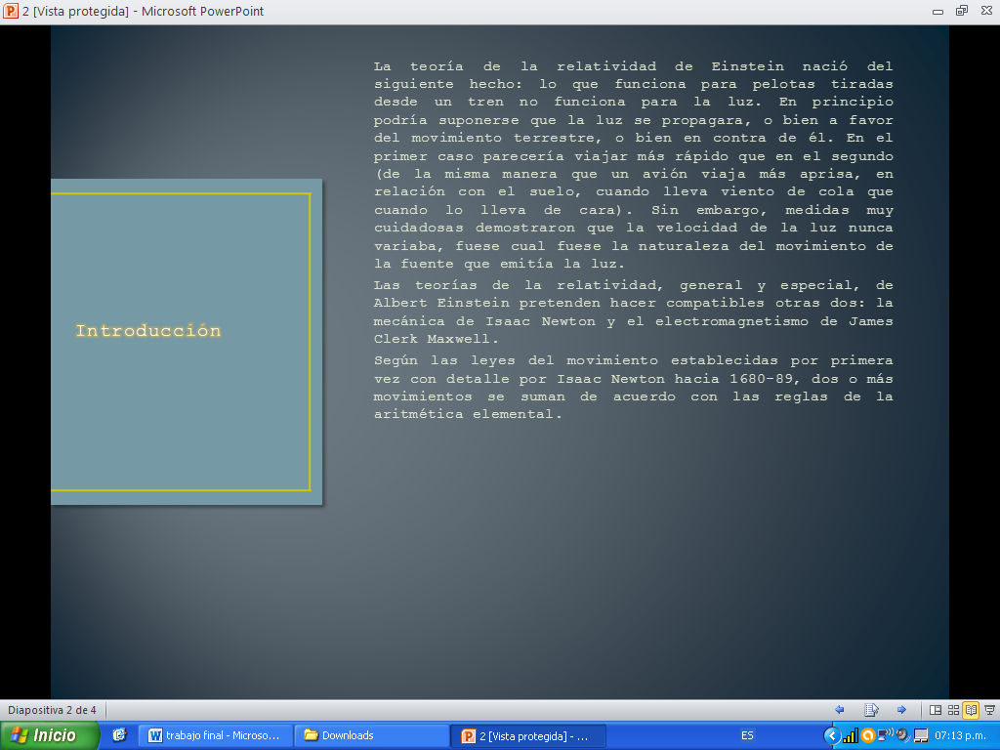 2 [Vista protegida] - Microsoft PowerPoint
La teoría de la relatividad de Einstein nació del
siguiente hecho: lo que funciona para pelotas tiradas
desde un tren no funciona para la luz. En principio
podría suponerse que la luz se propagara, o bien a favor
del movimiento terrestre, o bien en contra de él. En el
primer caso parecería viajar más rápido que en el segundo
(de la misma manera que un avión viaja más aprisa, en
relación con el suelo, cuando lleva viento de cola que
cuando lo lleva de cara). Sin embargo, medidas muy
cuidadosas demostraron que la velocidad de la luz nunca
variaba, fuese cual fuese la naturaleza del movimiento de
la fuente que emitía la luz.
Las teorías de la relatividad, general y especial, de
Albert Einstein pretenden hacer compatibles otras dos: la
mecánica de Isaac Newton y el electromagnetismo de James
Clerk Maxwell.
Según las leyes del movimiento establecidas por primera
vez con detalle por Isaac Newton hacia 1680-89, dos o más
movimientos se suman de acuerdo con las reglas de la
aritmética elemental.
Introducción
Diapositiva 2 de 4
Inicio
trabajo final - Microso...
Downloads
2 [Vista protegida] - ...
ES
07:13 p.m.